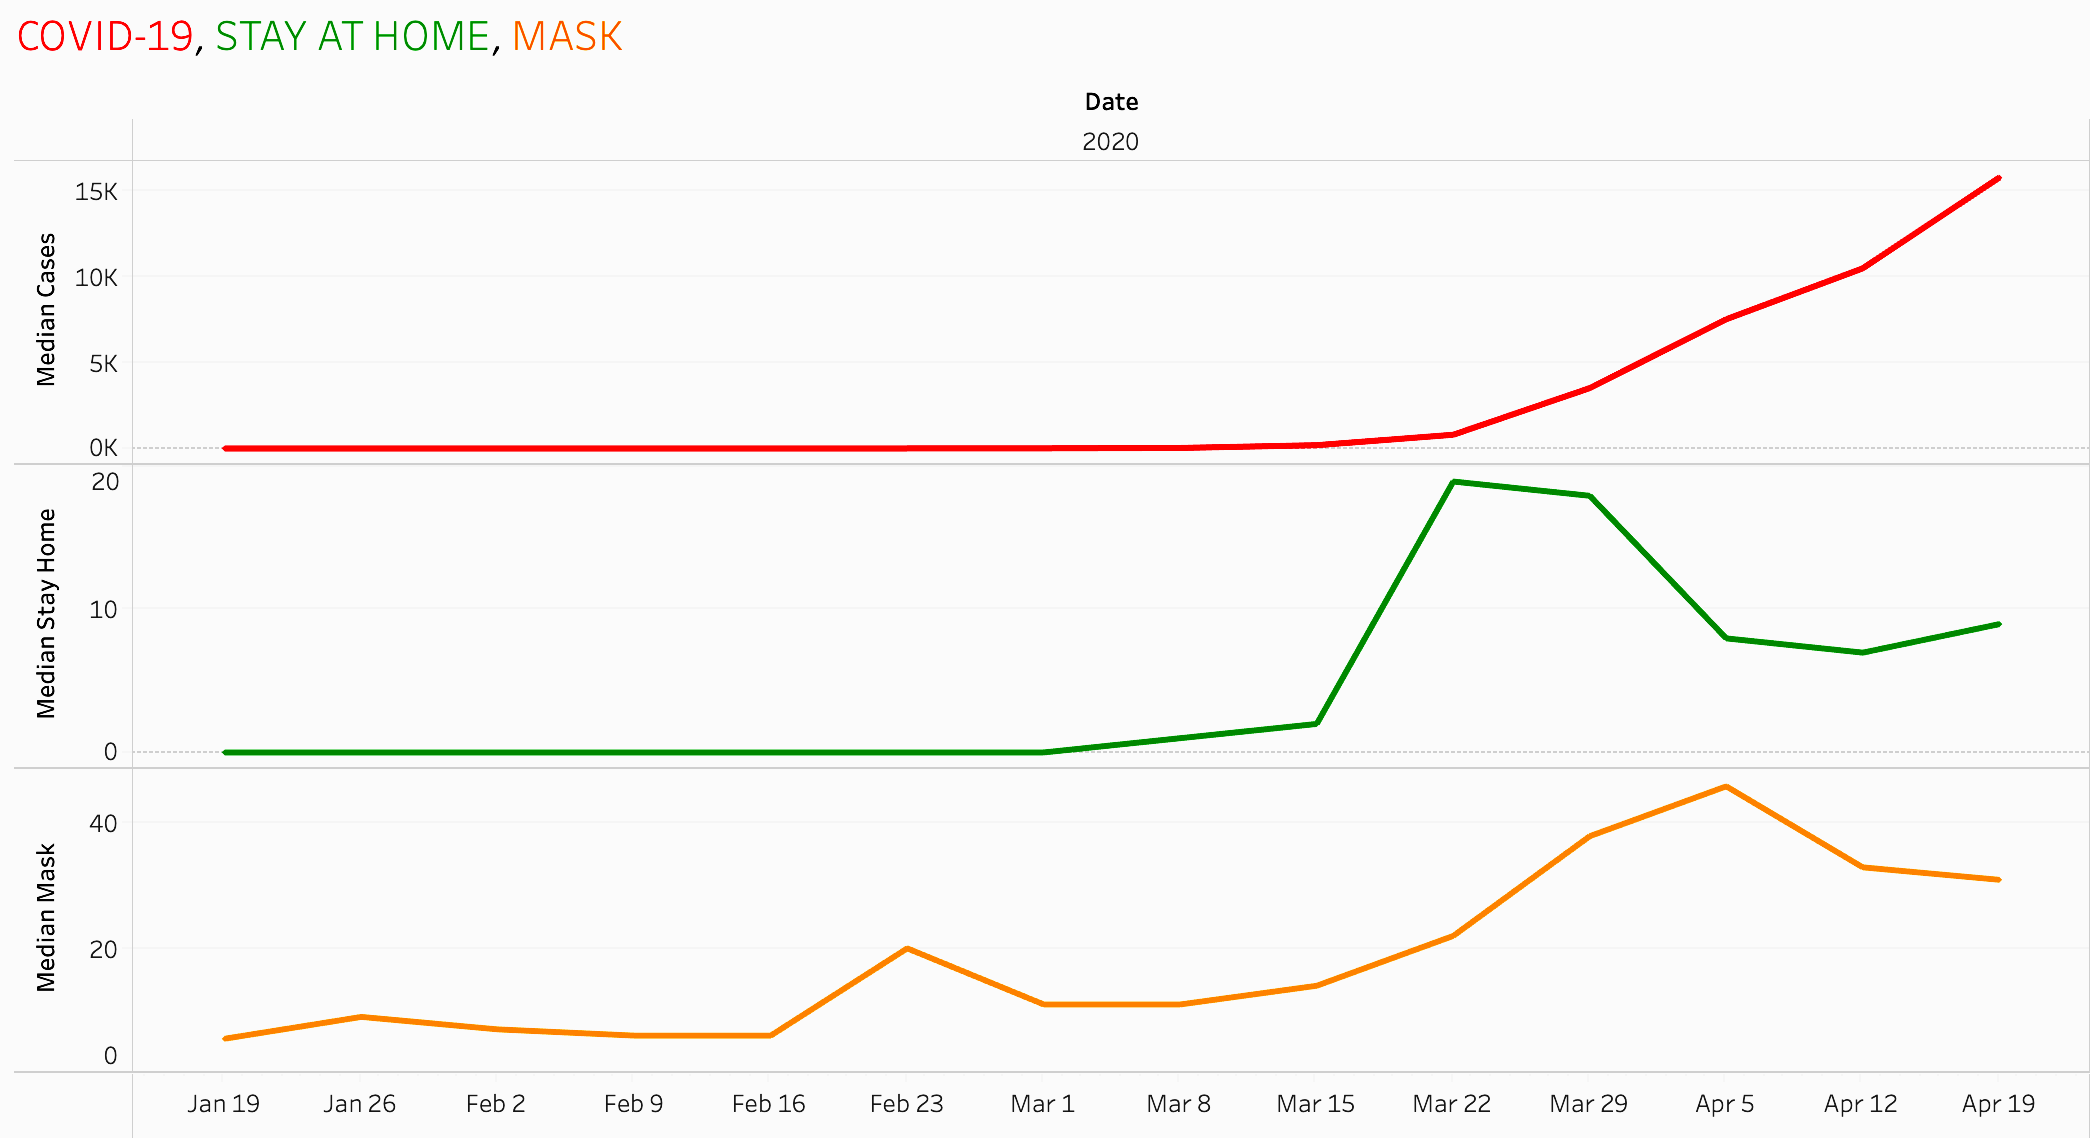 COVID-19, STAY AT HOME, MASK
Date
2020
Median Cases
15K
10K
5K
0K
Median Stay Home
20
10
0
Median Mask
40
20
0
Jan 19 Jan 26 Feb 2 Feb 9 Feb 16 Feb 23 Mar 1 Mar 8 Mar 15 Mar 22 Mar 29 Apr 5 Apr 12 Apr 19